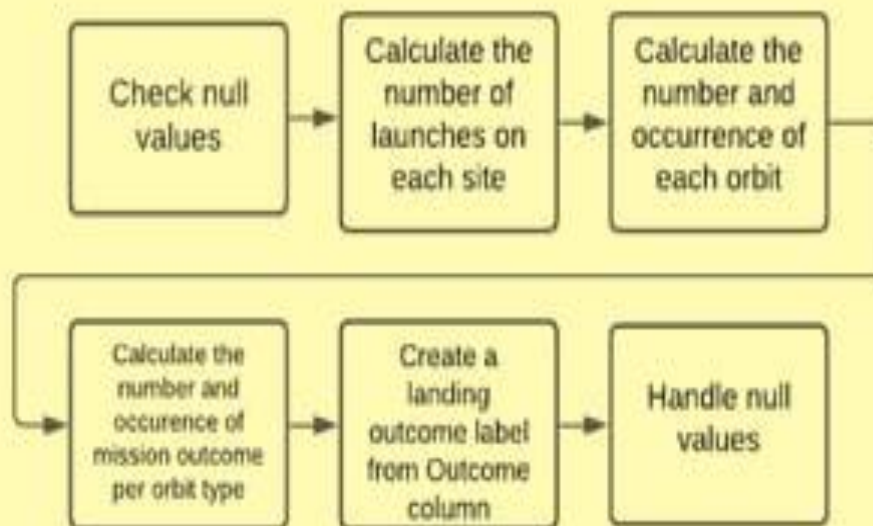 Check null
values
Calculate the
number of
launches on
each site
Calculate the
number and
occurrence of
each orbit
Calculate the
number and
occurence of
mission outcome
per orbit type
Create a
landing
outcome label
from Outcome
column
Handle null
values